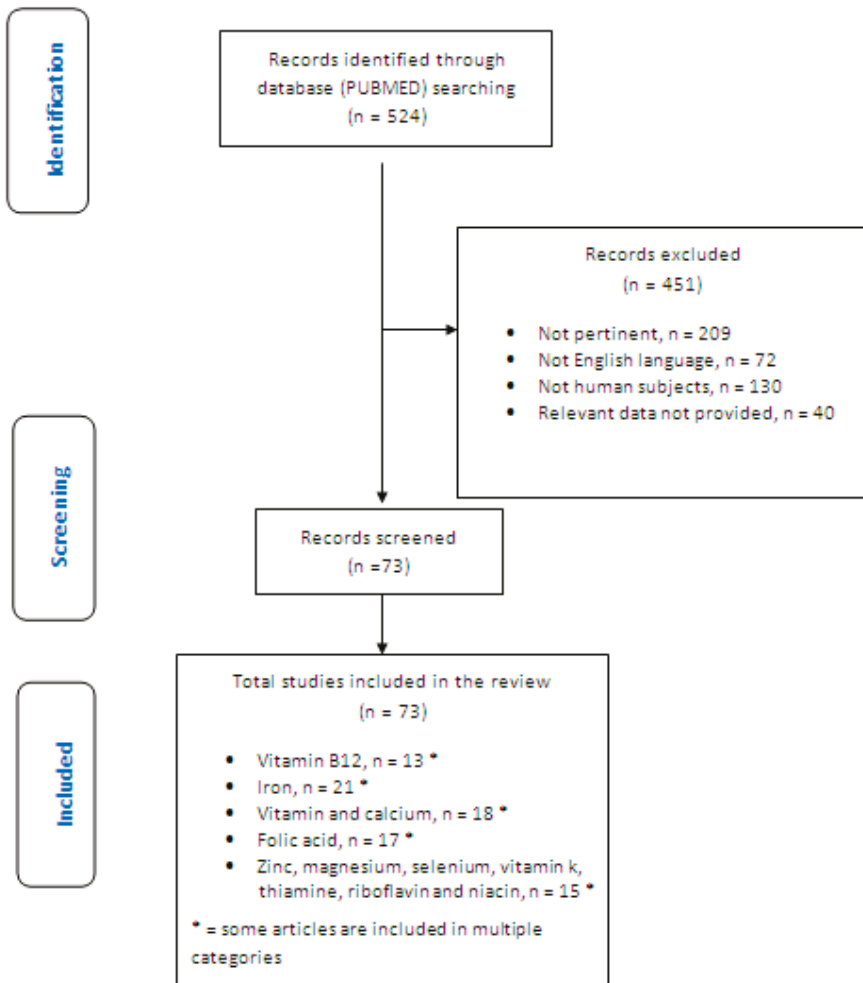 Identification
Records identified through
database (PUBMED) searching
(n = 524)
Records excluded
(n = 451)
• Not pertinent, n = 209
• Not English language, n = 72
• Not human subjects, n = 130
• Relevant data not provided, n = 40
Screening
Records screened
(n =73)
Included
Total studies included in the review
(n = 73)
• Vitamin B12, n = 13 *
• Iron, n = 21 *
• Vitamin and calcium, n = 18 *
• Folic acid, n = 17 *
• Zinc, magnesium, selenium, vitamin k,
thiamine, riboflavin and niacin, n = 15 *
* = some articles are included in multiple
categories